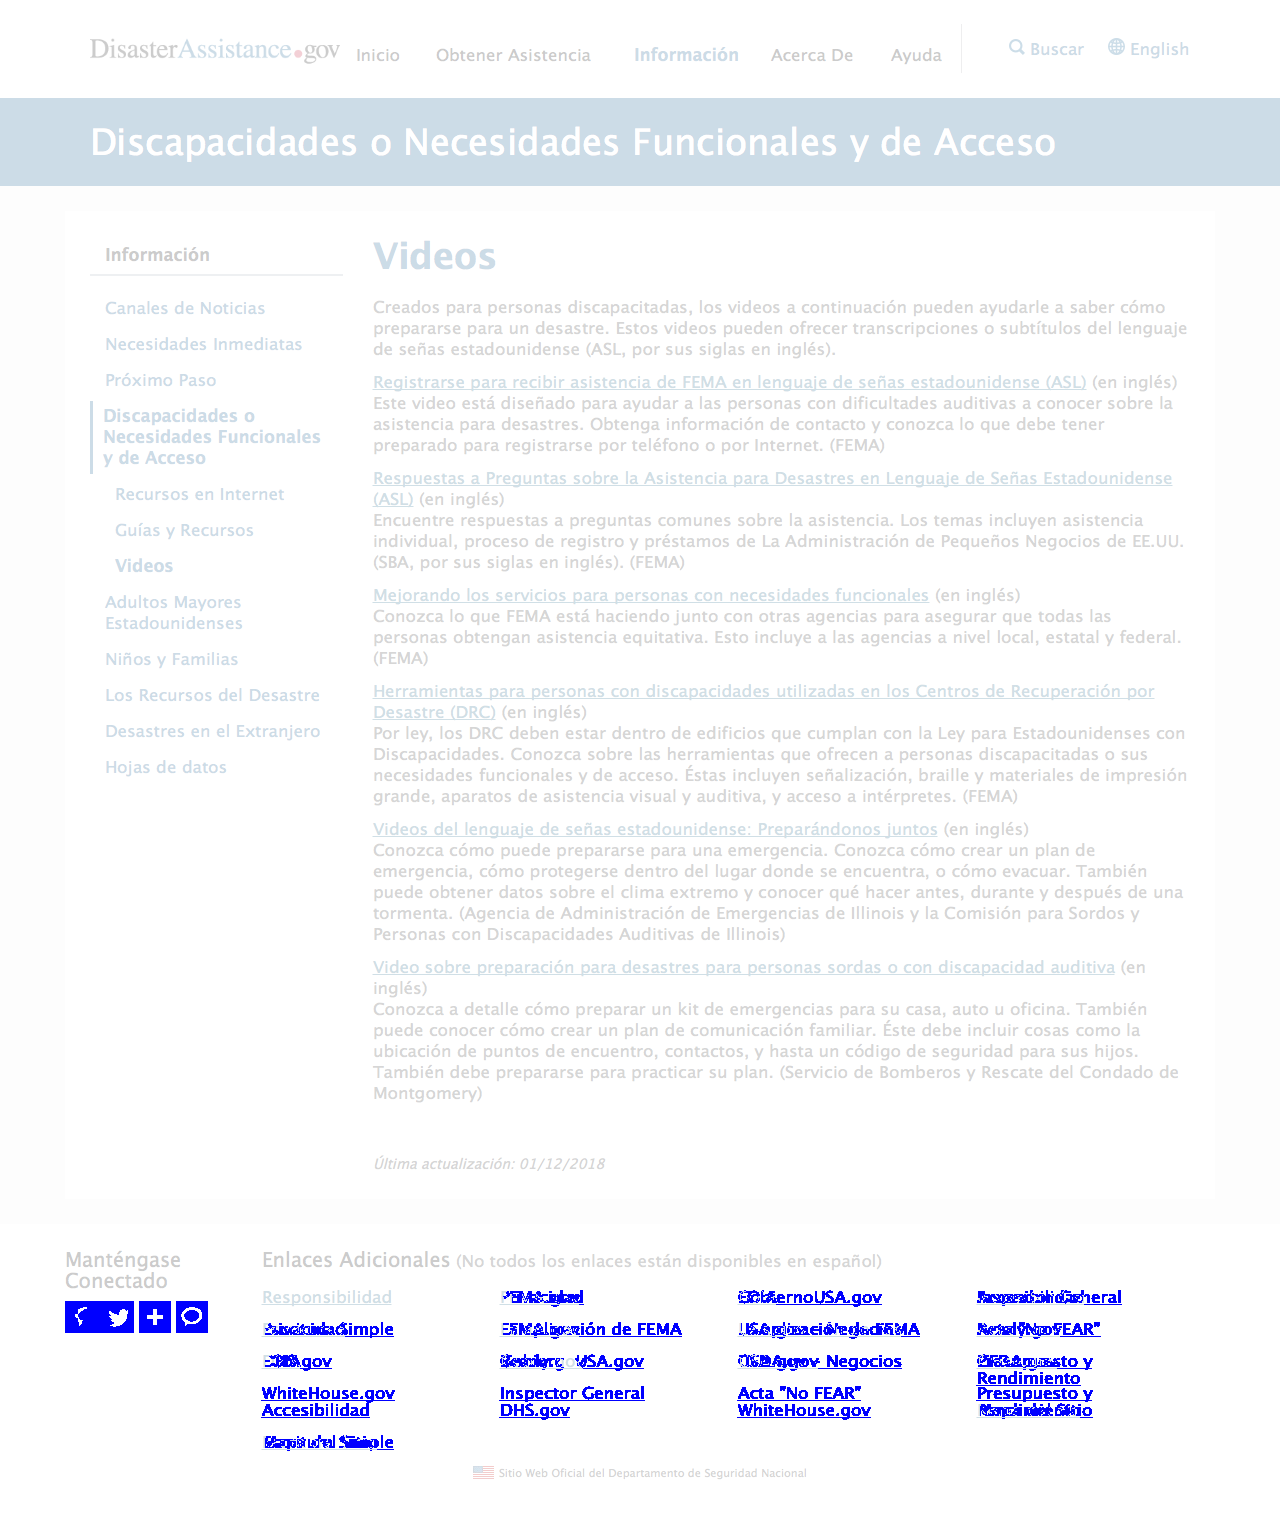 DisasterAssistance.gov
Inicio Obtener Asistencia Información Acerca De Ayuda Buscar English
Discapacidades o Necesidades Funcionales y de Acceso
Información
Canales de Noticias
Necesidades Inmediatas
Próximo Paso
Discapacidades o
Necesidades Funcionales
y de Acceso
Recursos en Internet
Guías y Recursos
Videos
Adultos Mayores
Estadounidenses
Niños y Familias
Los Recursos del Desastre
Desastres en el Extranjero
Hojas de datos
Videos
Creados para personas discapacitadas, los videos a continuación pueden ayudarle a saber cómo
prepararse para un desastre. Estos videos pueden ofrecer transcripciones o subtítulos del lenguaje
de señas estadounidense (ASL, por sus siglas en inglés).
Registrarse para recibir asistencia de FEMA en lenguaje de señas estadounidense (ASL) (en inglés)
Este video está diseñado para ayudar a las personas con dificultades auditivas a conocer sobre la
asistencia para desastres. Obtenga información de contacto y conozca lo que debe tener
preparado para registrarse por teléfono o por Internet. (FEMA)
Respuestas a Preguntas sobre la Asistencia para Desastres en Lenguaje de Señas Estadounidense
(ASL) (en inglés)
Encuentre respuestas a preguntas comunes sobre la asistencia. Los temas incluyen asistencia
individual, proceso de registro y préstamos de La Administración de Pequeños Negocios de EE.UU.
(SBA, por sus siglas en inglés). (FEMA)
Mejorando los servicios para personas con necesidades funcionales (en inglés)
Conozca lo que FEMA está haciendo junto con otras agencias para asegurar que todas las
personas obtengan asistencia equitativa. Esto incluye a las agencias a nivel local, estatal y federal.
(FEMA)
Herramientas para personas con discapacidades utilizadas en los Centros de Recuperación por
Desastre (DRC) (en inglés)
Por ley, los DRC deben estar dentro de edificios que cumplan con la Ley para Estadounidenses con
Discapacidades. Conozca sobre las herramientas que ofrecen a personas discapacitadas o sus
necesidades funcionales y de acceso. Éstas incluyen señalización, braille y materiales de impresión
grande, aparatos de asistencia visual y auditiva, y acceso a intérpretes. (FEMA)
Videos del lenguaje de señas estadounidense: Preparándonos juntos (en inglés)
Conozca cómo puede prepararse para una emergencia. Conozca cómo crear un plan de
emergencia, cómo protegerse dentro del lugar donde se encuentra, o cómo evacuar. También
puede obtener datos sobre el clima extremo y conocer qué hacer antes, durante y después de una
tormenta. (Agencia de Administración de Emergencias de Illinois y la Comisión para Sordos y
Personas con Discapacidades Auditivas de Illinois)
Video sobre preparación para desastres para personas sordas o con discapacidad auditiva (en
inglés)
Conozca a detalle cómo preparar un kit de emergencias para su casa, auto u oficina. También
puede conocer cómo crear un plan de comunicación familiar. Éste debe incluir cosas como la
ubicación de puntos de encuentro, contactos, y hasta un código de seguridad para sus hijos.
También debe prepararse para practicar su plan. (Servicio de Bomberos y Rescate del Condado de
Montgomery)
Última actualización: 01/12/2018
Manténgase
Conectado
Enlaces Adicionales (No todos los enlaces están disponibles en español)
Responsibilidad
de FEMA
"No FEAR"
Presupuesto y
Rendimiento
WhiteHouse.gov Inspector General Acta "No FEAR" Presupuesto y
Accesibilidad DHS.gov WhiteHouse.gov
Sitio Web Oficial del Departamento de Seguridad Nacional